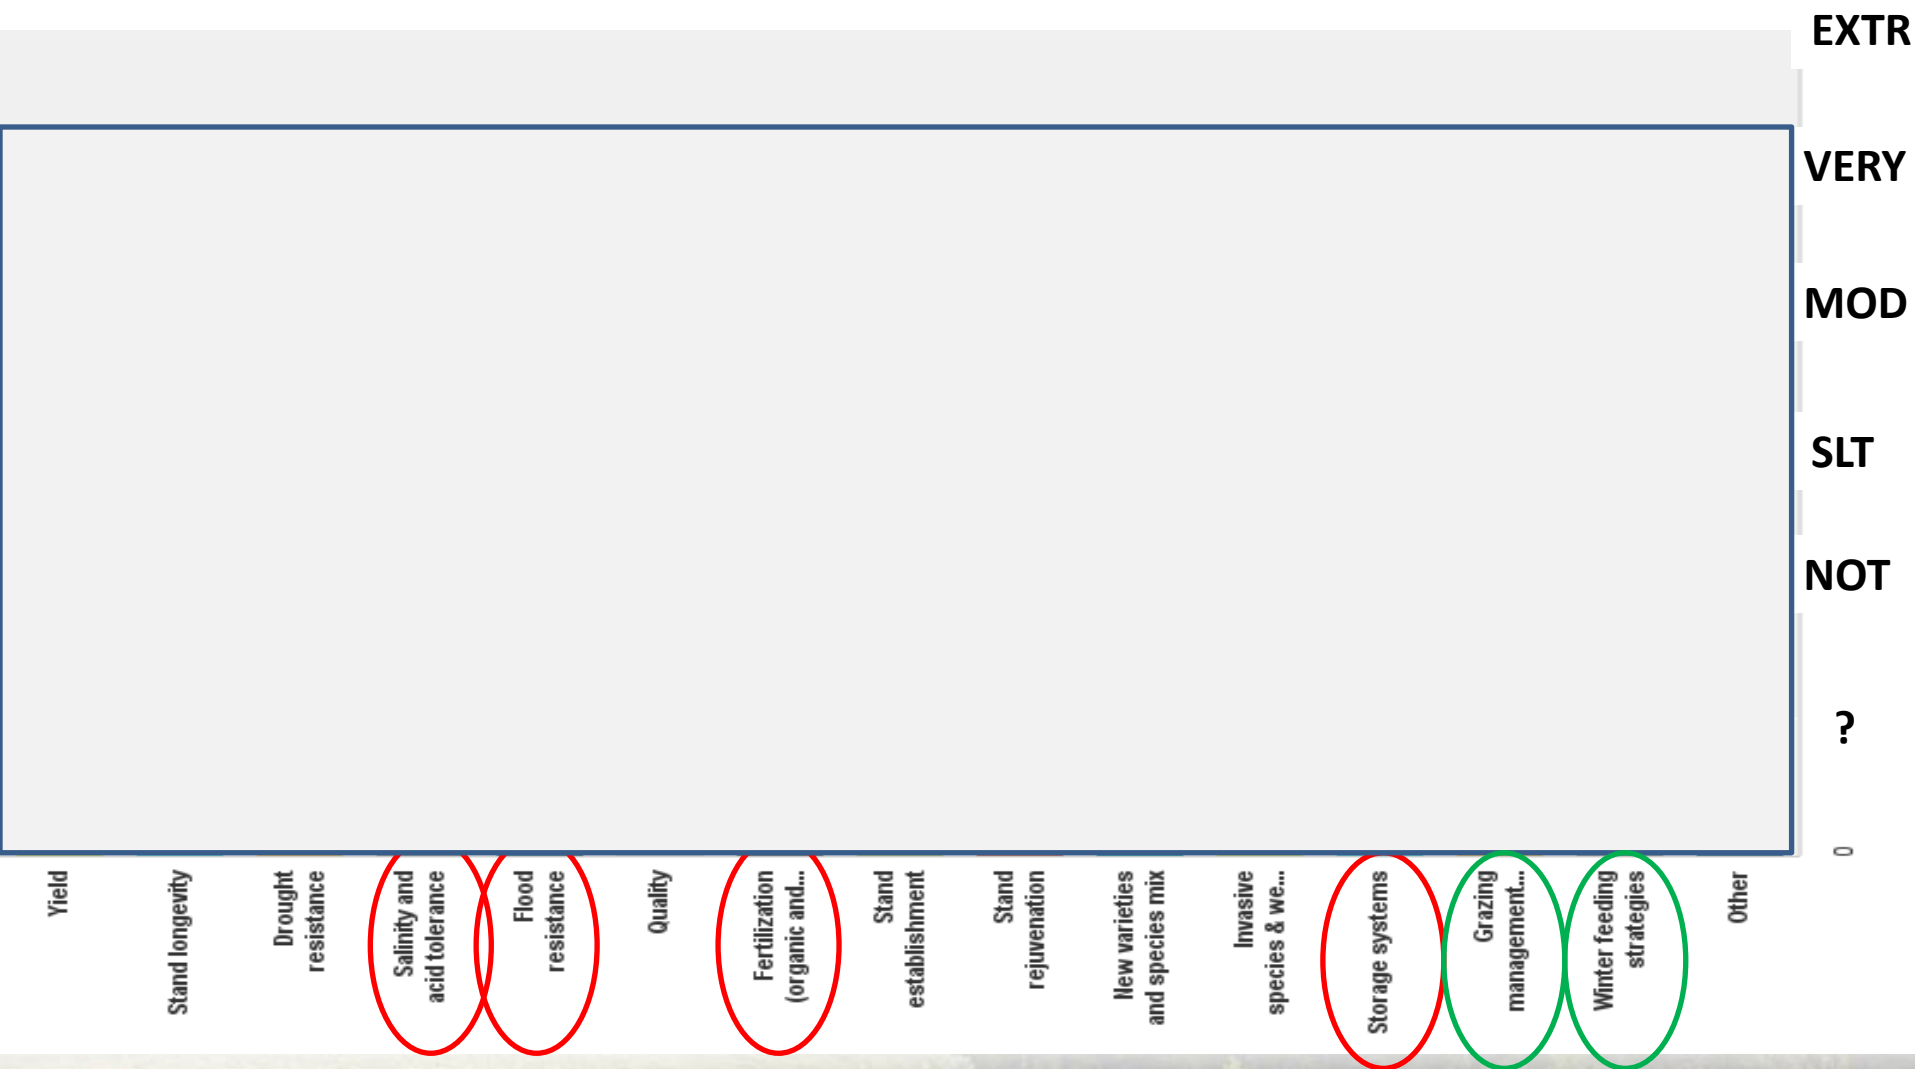 EXTR
VERY
MOD
SLT
NOT
?
0
Yield
Stand longevity
Drought
resistance
Salinity and
acid tolerance
Flood
resistance
Quality
Fertilization
(organic and...
Stand
establishment
Stand
rejuvenation
New varieties
and species mix
Invasive
species & we...
Storage systems
Grazing
management...
Winter feeding
strategies
Other